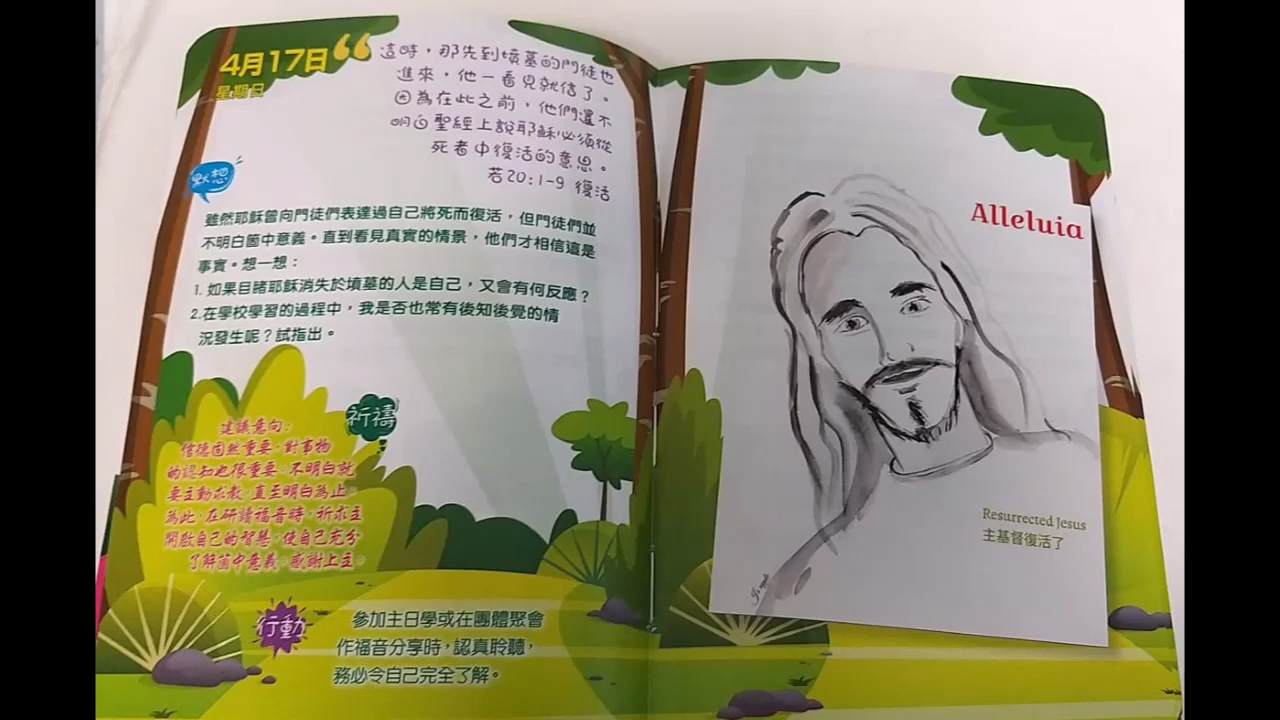 4月17日
星期日
這時，那先到墳墓的門徒也
進來，他一看見就信了。
因為在此之前，他們還不
明白聖經上說耶穌必須從
死者中復活的意思。
若20:1-9 復活
默想
雖然耶穌曾向門徒們表達過自己將死而復活，但門徒們並
不明白箇中意義。直到看見真實的情景，他們才相信這是
事實。想一想：
1. 如果目睹耶穌消失於墳墓的人是自己，又會有何反應？
2.在學校學習的過程中，我是否也常有後知後覺的情
況發生呢？試指出。
祈禱
建議意向：
信德固然重要，對事物
的認知也很重要。不明白就
要主動求教，直至明白為止。
為此，在研讀福音時，祈求主
開啟自己的智慧，使自己充分
了解箇中意義。感謝上主。
行動
參加主日學或在團體聚會
作福音分享時，認真聆聽，
務必令自己完全了解。
Alleluia
Resurrected Jesus
主基督復活了